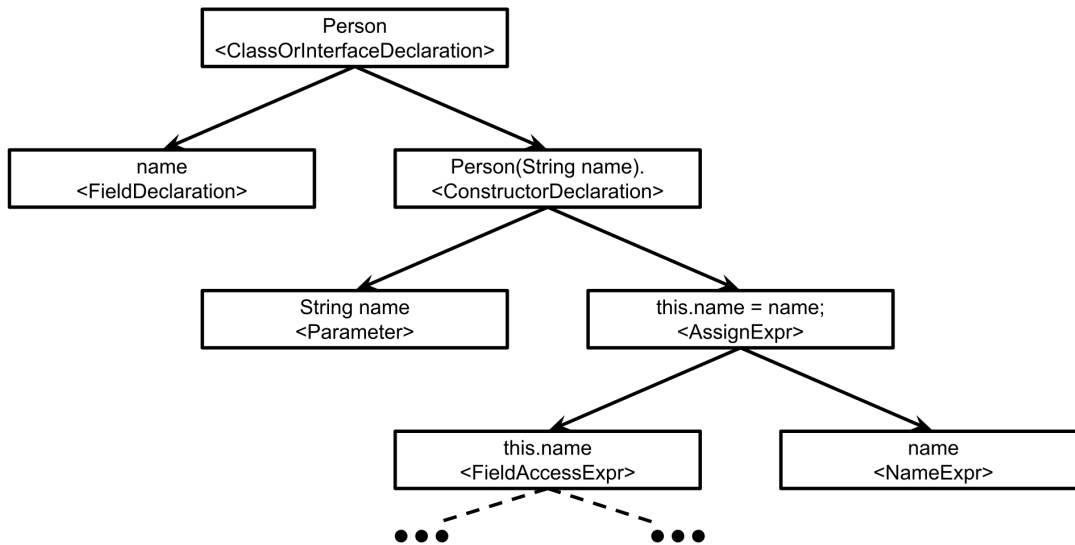 Person
<ClassOrInterfaceDeclaration>
name
<FieldDeclaration>
Person(String name).
<ConstructorDeclaration>
String name
<Parameter>
this.name = name;
<AssignExpr>
this.name
<FieldAccessExpr>
name
<NameExpr>